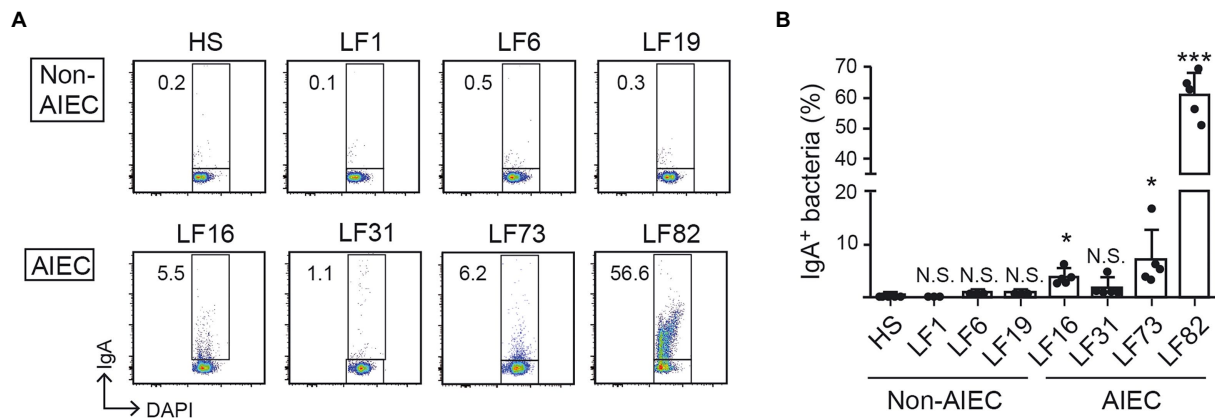 A
HS LF1 LF6 LF19
Non-
AIEC
0.2 0.1 0.5 0.3
LF16 LF31 LF73 LF82
AIEC
5.5 1.1 6.2 56.6
IgA
DAPI
B
IgA+ bacteria (%)
70
60
50
40
20
10
N.S. N.S. N.S. * N.S. * ***
HS LF1 LF6 LF19 LF16 LF31 LF73 LF82
Non-AIEC AIEC